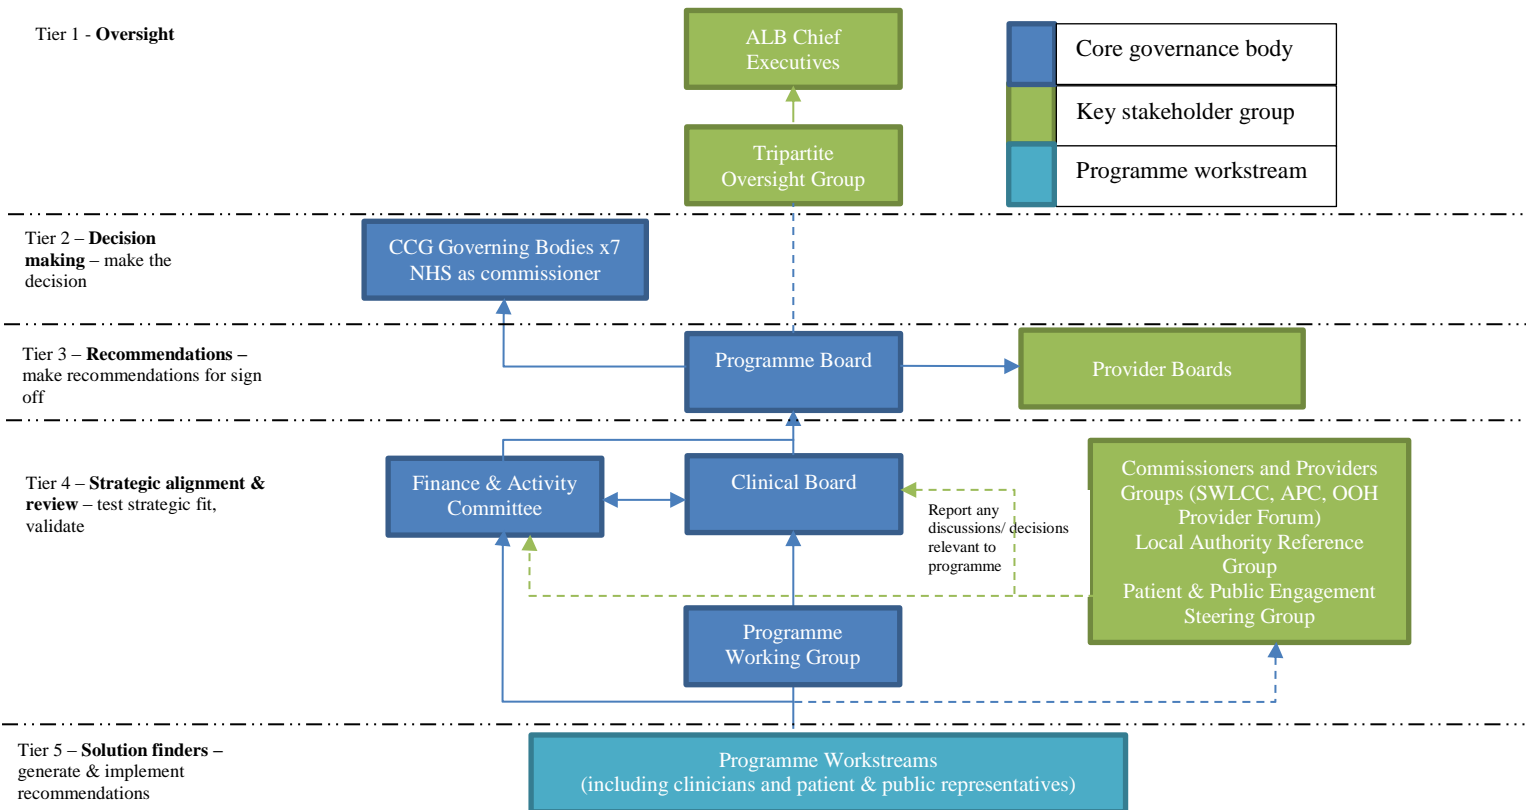 Tier 1 - Oversight
ALB Chief
Executives
Core governance body
Key stakeholder group
Programme workstream
Tripartite
Oversight Group
Tier 2 – Decision
making – make the
decision
CCG Governing Bodies x7
NHS as commissioner
Tier 3 – Recommendations –
make recommendations for sign
off
Programme Board
Provider Boards
Tier 4 – Strategic alignment &
review – test strategic fit,
validate
Finance & Activity
Committee
Clinical Board
Report any
discussions/ decisions
relevant to
programme
Commissioners and Providers
Groups (SWLCC, APC, OOH
Provider Forum)
Local Authority Reference
Group
Patient & Public Engagement
Steering Group
Programme
Working Group
Tier 5 – Solution finders –
generate & implement
recommendations
Programme Workstreams
(including clinicians and patient & public representatives)